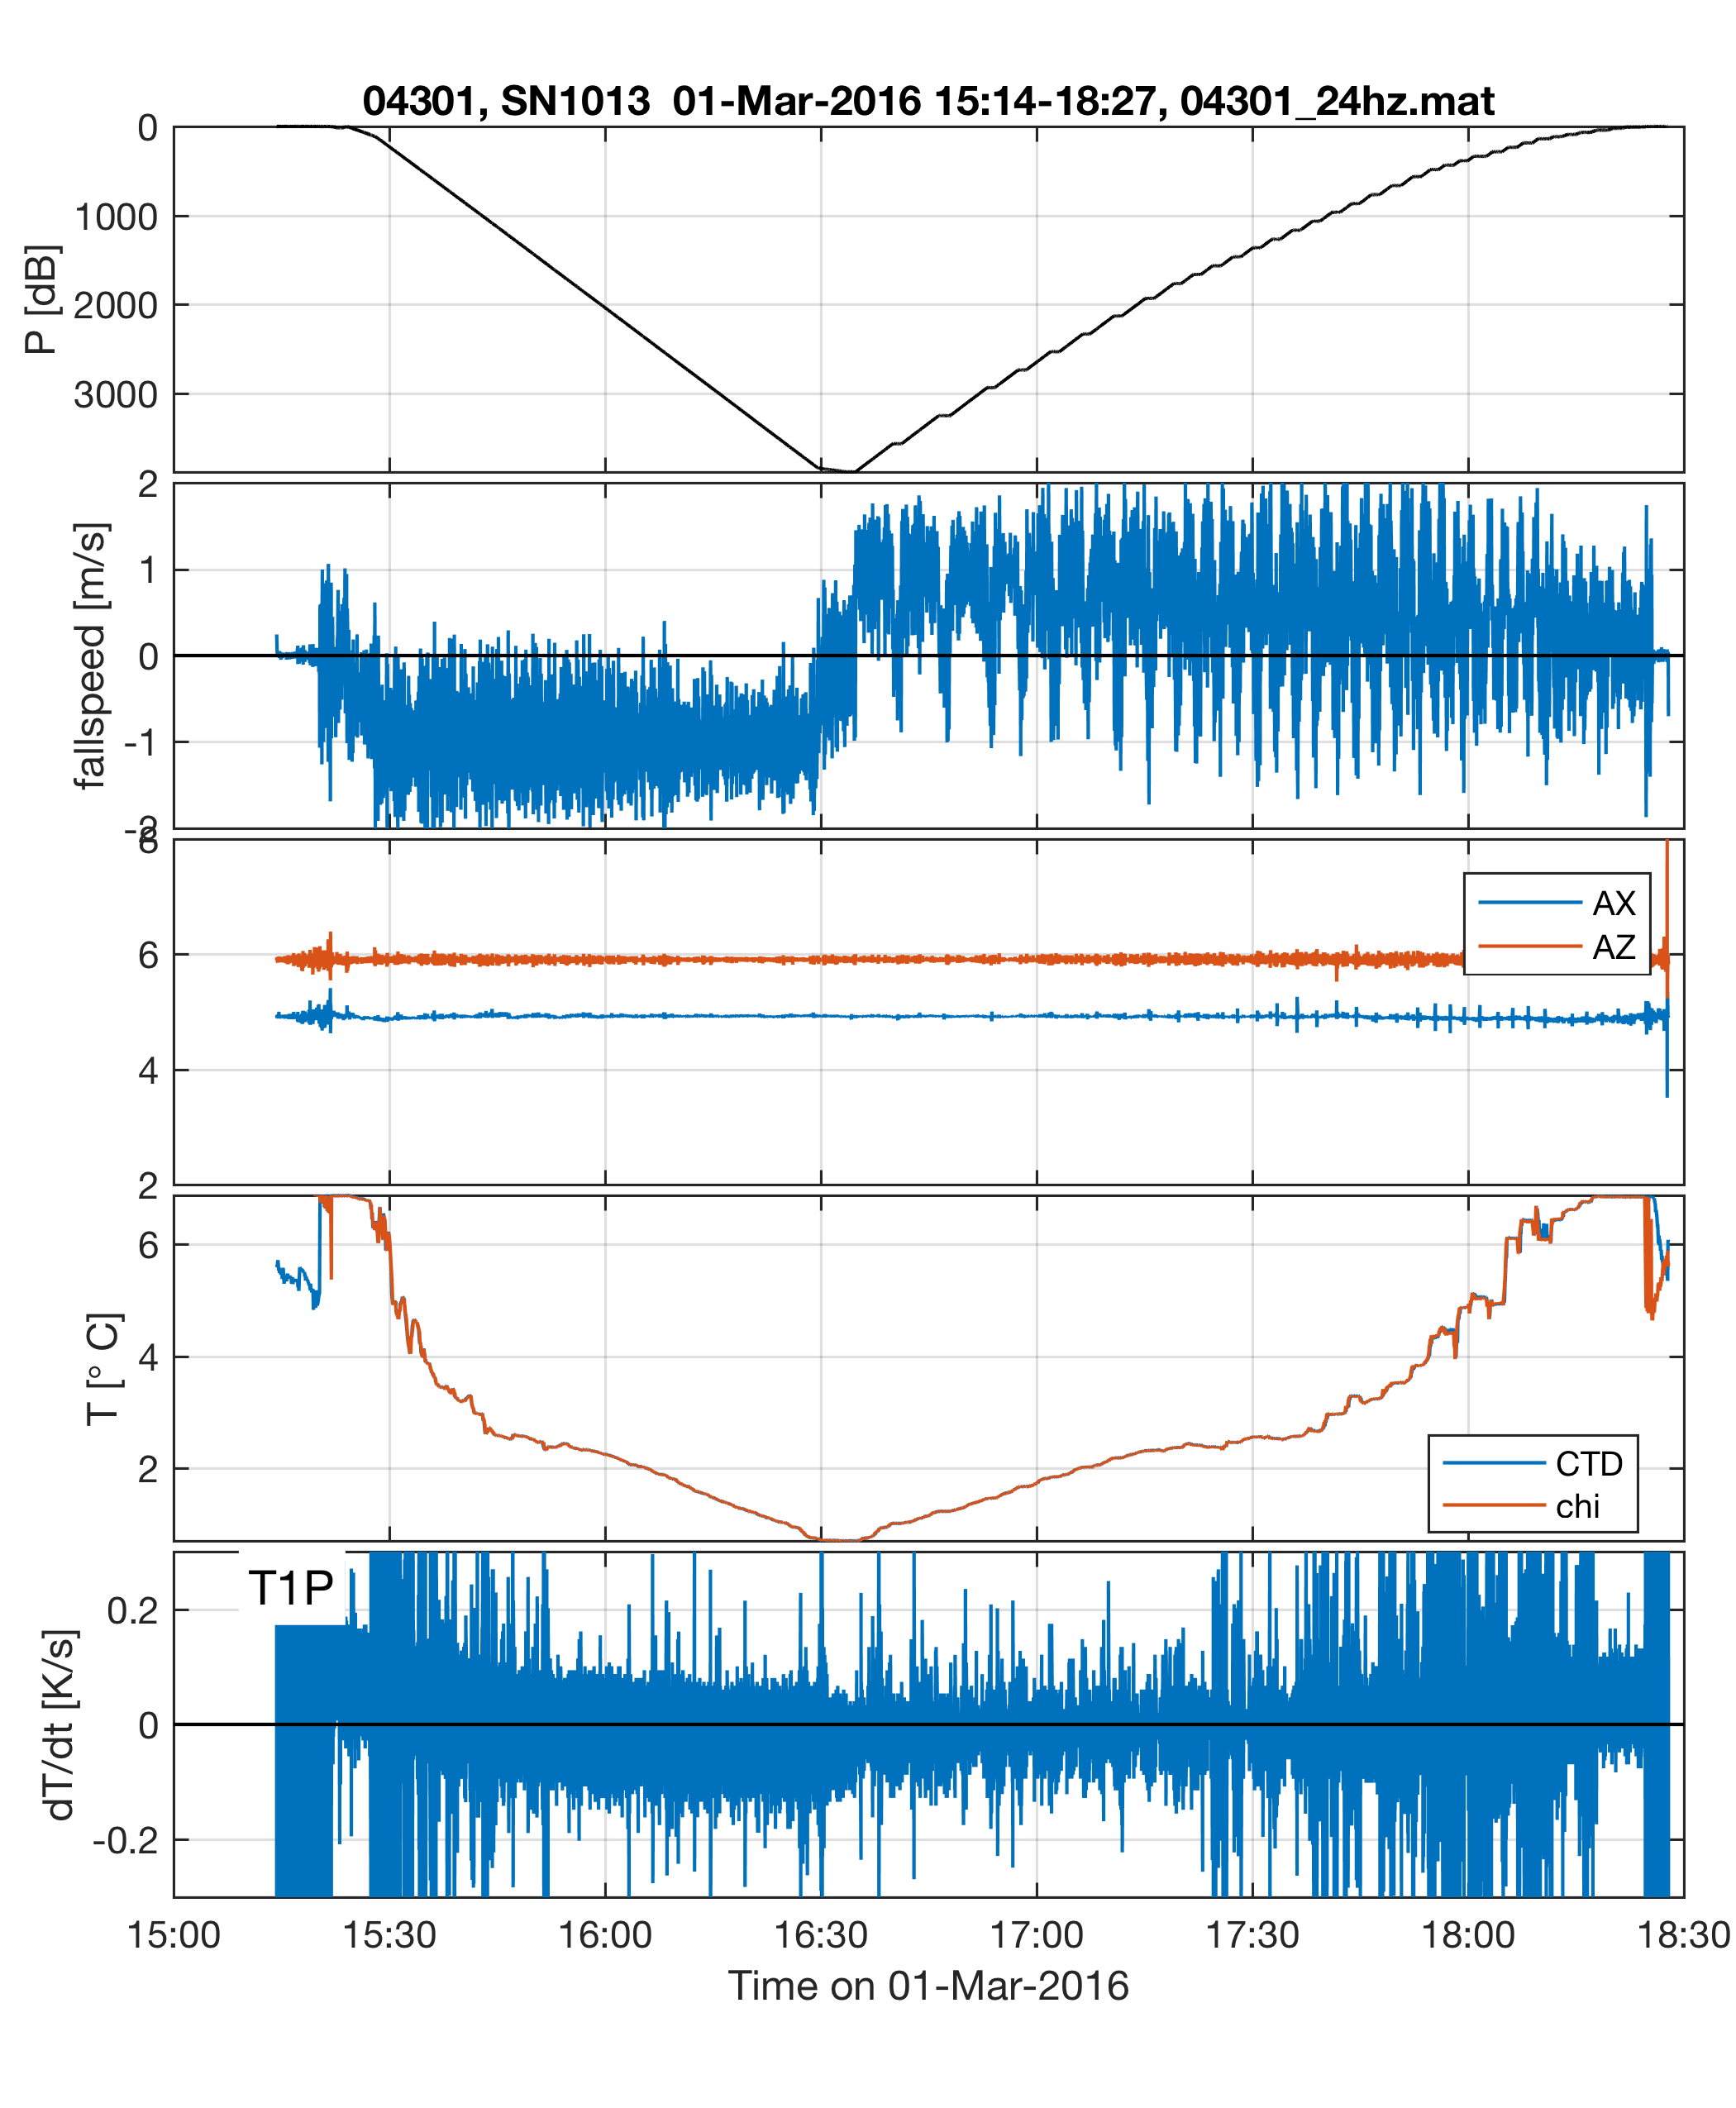 04301, SN1013  01-Mar-2016 15:14-18:27, 04301_24hz.mat
0
1000
2000
3000
P [dB]
2
1
0
-1
-2
fallspeed [m/s]
8
6
4
2
AX
AZ
6
4
2
T [° C]
CTD
chi
T1P
0.2
0
-0.2
dT/dt [K/s]
15:00 15:30 16:00 16:30 17:00 17:30 18:00 18:30
Time on 01-Mar-2016